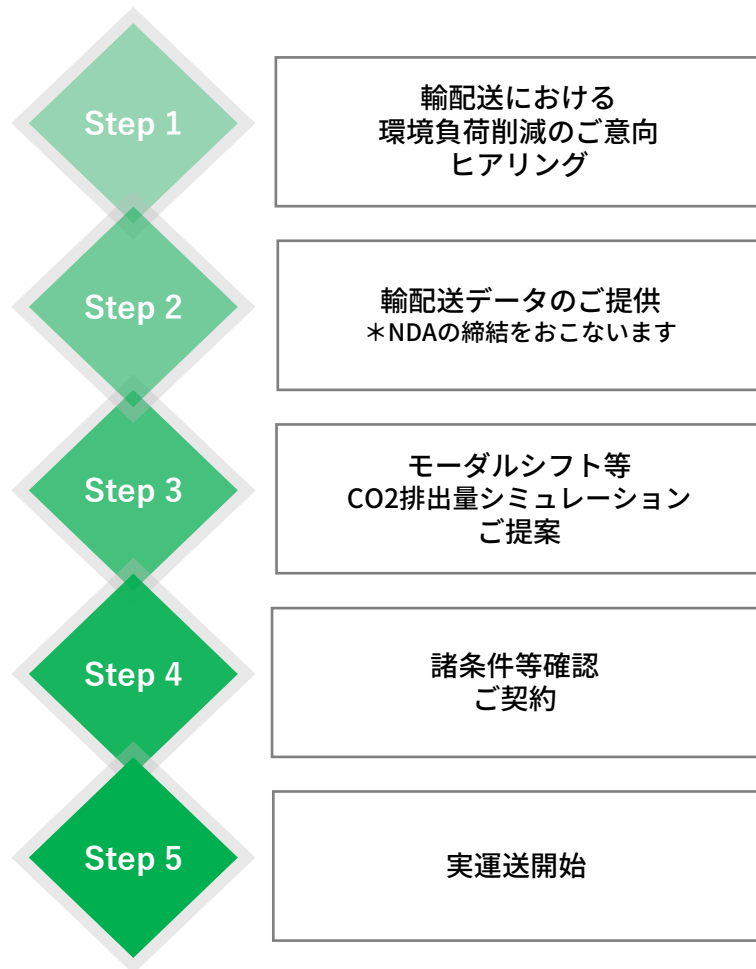 Step 1
輸配送における
環境負荷削減のご意向
ヒアリング
Step 2
輸配送データのご提供
＊NDAの締結をおこないます
Step 3
モーダルシフト等
CO2排出量シミュレーション
ご提案
Step 4
諸条件等確認
ご契約
Step 5
実運送開始